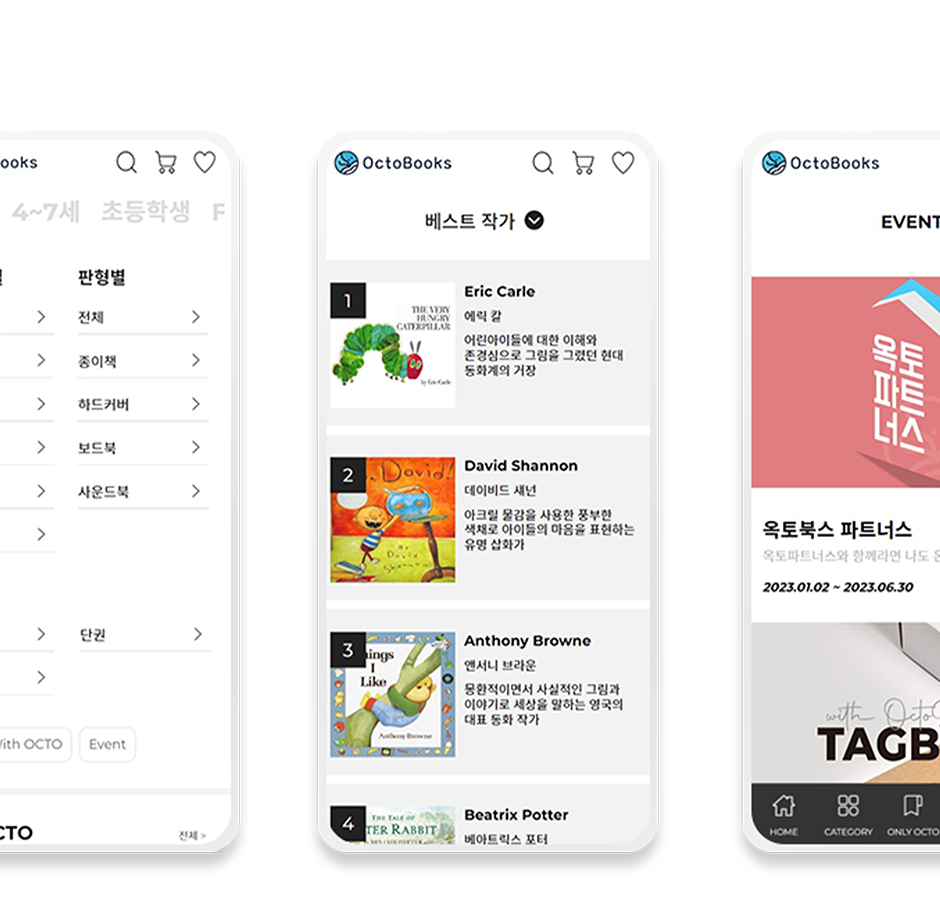 ooks
4~7세 초등학생 F
판형별
전체
종이책
하드커버
보드북
사운드북
단권
With OCTO
Event
CTO
전체 >
OctoBooks
베스트 작가
1
THE VERY
HUNGRY
CATERPILLAR
by Eric Carle
Eric Carle
에릭 칼
어린아이들에 대한 이해와
존경심으로 그림을 그렸던 현대
동화계의 거장
2
, David!
By
David
Shannon
David Shannon
데이비드 섀넌
아크릴 물감을 사용한 풍부한
색채로 아이들의 마음을 표현하는
유명 삽화가
3
ings
I
Like
Anthony Browne
Anthony Browne
앤서니 브라운
몽환적이면서 사실적인 그림과
이야기로 세상을 말하는 영국의
대표 동화 작가
4
THE TALE OF
TER RABBIT
Beatrix Potter
베아트릭스 포터
OctoBooks
EVENT
옥토
파트
너스
옥토북스 파트너스
옥토파트너스와 함께라면 나도
2023.01.02 ~ 2023.06.30
with Octo
TAGB
HOME
CATEGORY
ONLY OCTO